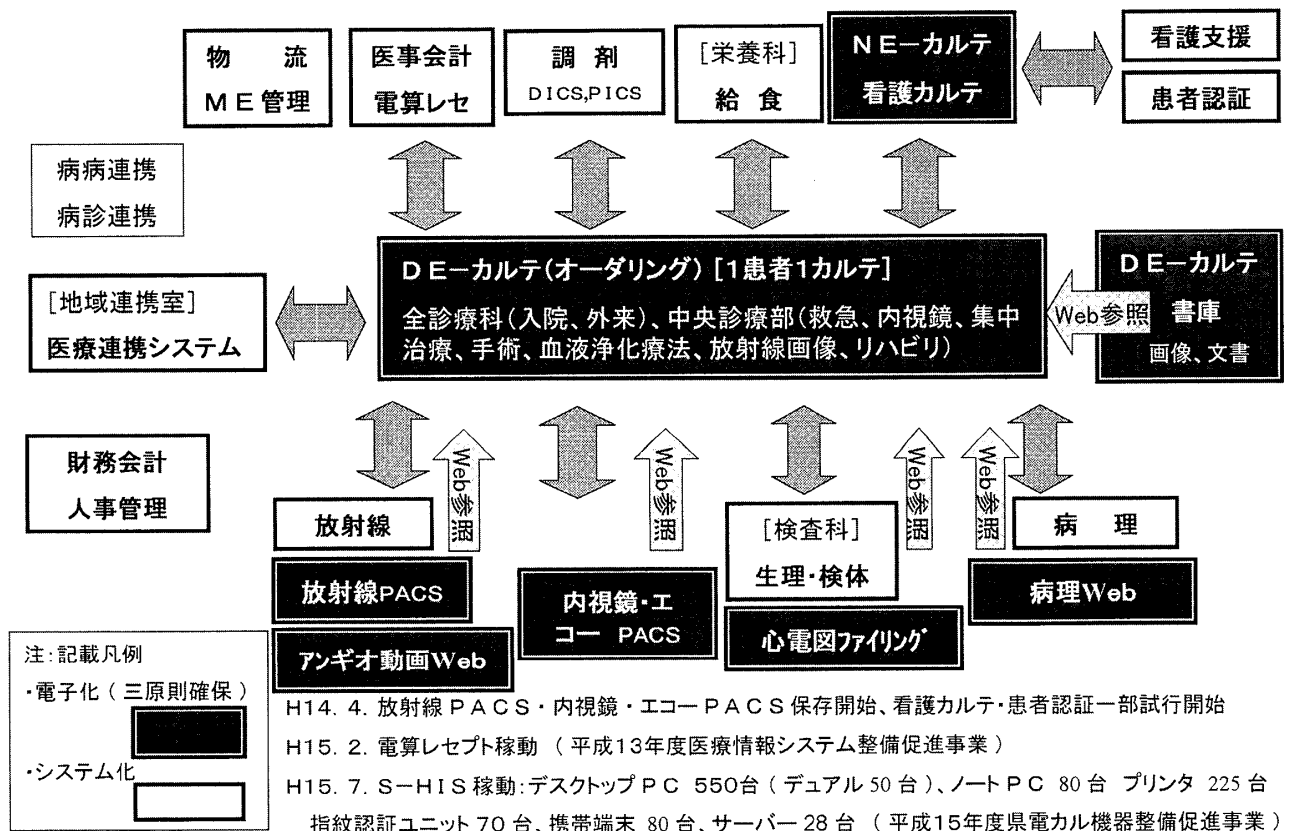 物　流
ＭＥ管理
医事会計
電算レセ
調 剤
DICS,PICS
［栄養科］
給 食
ＮＥ－カルテ
看護カルテ
看護支援
患者認証
病病連携
病診連携
ＤＥ－カルテ(オーダリング) [１患者１カルテ]
全診療科(入院、外来)、中央診療部(救急、内視鏡、集中
治療、手術、血液浄化療法、放射線画像、リハビリ)
ＤＥ－カルテ
書庫
画像、文書
Web参照
［地域連携室］
医療連携システム
財務会計
人事管理
Web参照
Web参照
Web参照
Web参照
放射線
放射線PACS
アンギオ動画Web
内視鏡・エ
コー PACS
［検査科］
生理・検体
心電図ﾌｧｲﾘﾝｸﾞ
病　理
病理Web
注:記載凡例
・電子化 ( 三原則確保 )
・システム化
H14. 4. 放射線ＰＡＣＳ・内視鏡・エコーＰＡＣＳ保存開始、看護カルテ・患者認証一部試行開始
H15. 2. 電算レセプト稼動 ( 平成13年度医療情報システム整備促進事業 )
H15. 7. Ｓ－ＨＩＳ稼動:デスクトップＰＣ 550台 ( デュアル 50 台 )、ノートＰＣ 80 台 プリンタ 225 台
指紋認証ユニット 70 台、携帯端末 80 台、サーバー 28 台 ( 平成15年度県電カル機器整備促進事業 )